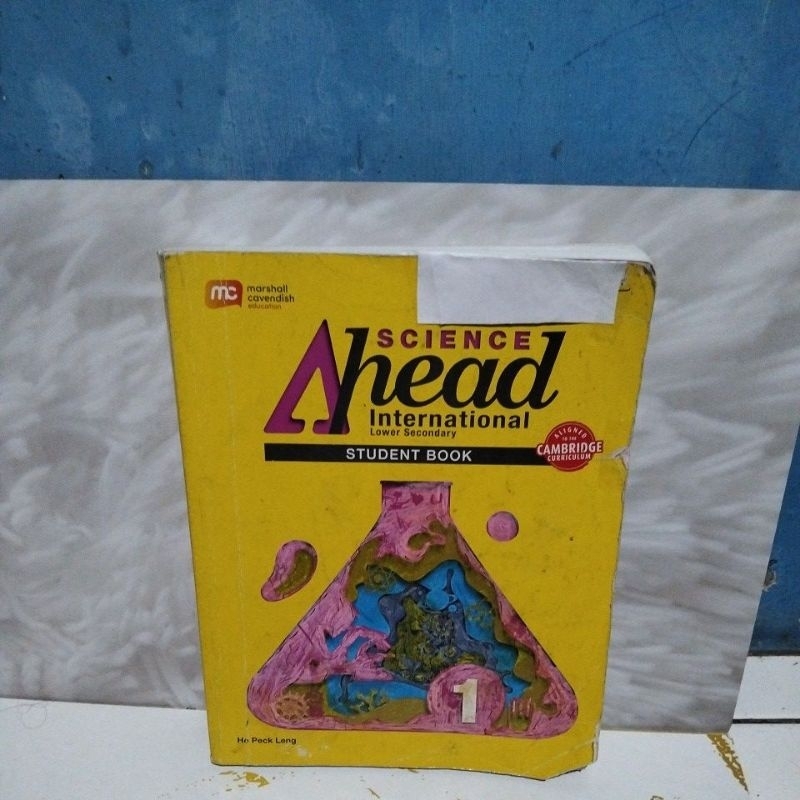 mc
marshall
cavendish
education
SCIENCE
Ahead
International
Lower Secondary
STUDENT BOOK
ALIGNED
TO THE
CAMBRIDGE
CURRICULUM
1
Ho Peck Leng